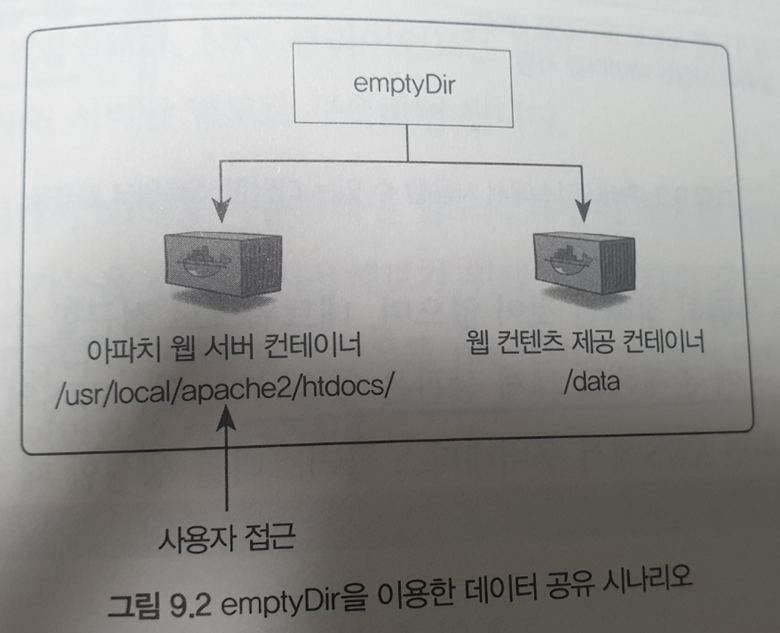 emptyDir
아파치 웹 서버 컨테이너
/usr/local/apache2/htdocs/
웹 컨텐츠 제공 컨테이너
/data
사용자 접근
그림 9.2 emptyDir을 이용한 데이터 공유 시나리오